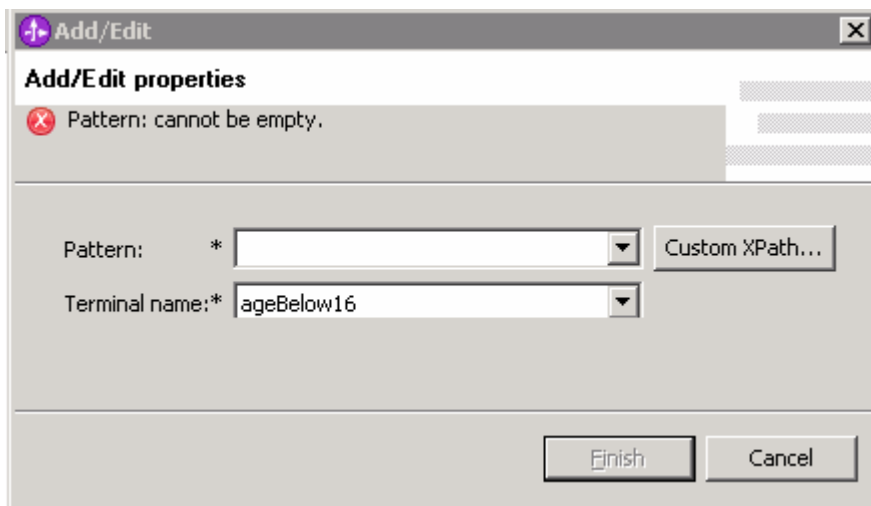 Add/Edit
Add/Edit properties
Pattern: cannot be empty.
Pattern: * Custom XPath...
Terminal name:* ageBelow16
Finish Cancel